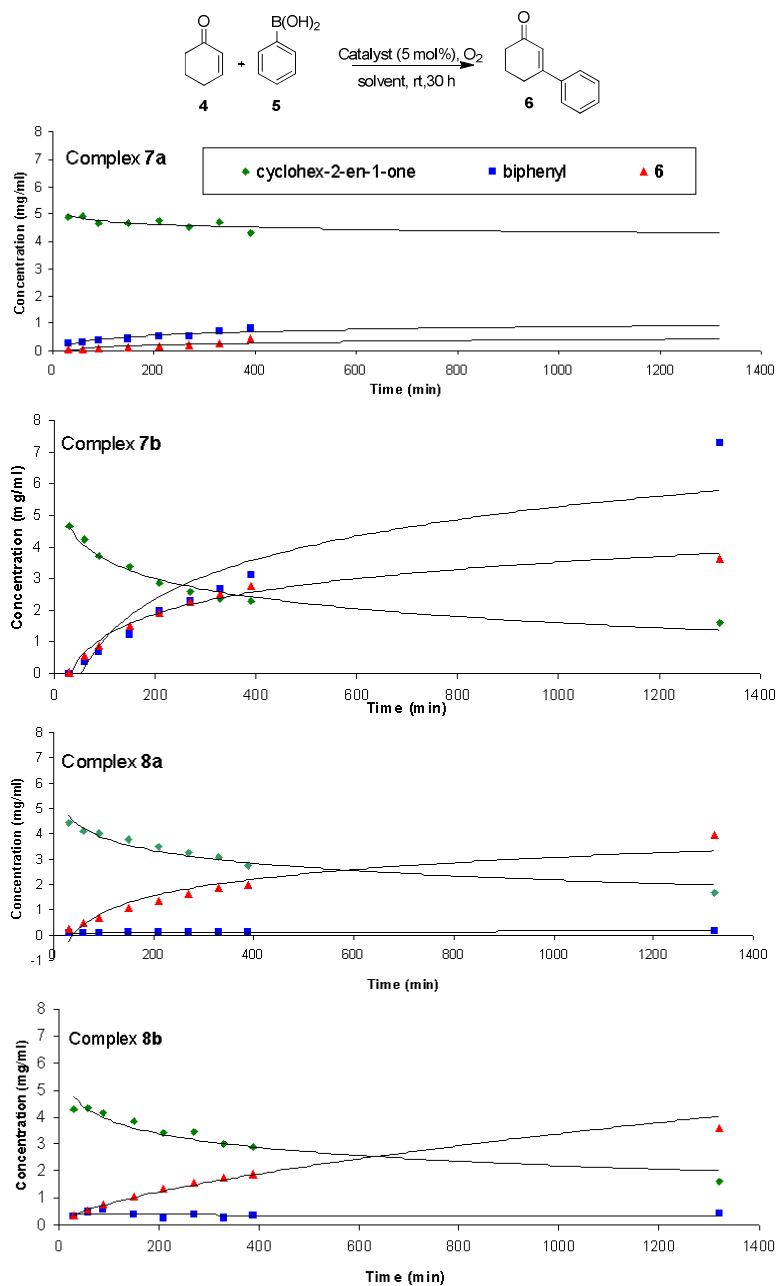 O
B(OH)2
+
Catalyst (5 mol%), O2
solvent, rt,30 h
O
4
5
6
Complex 7a
cyclohex-2-en-1-one
biphenyl
6
Concentration (mg/ml)
8
7
6
5
4
3
2
1
0
0 200 400 600 800 1000 1200 1400
Time (min)
Complex 7b
Concentration (mg/ml)
8
7
6
5
4
3
2
1
0
0 200 400 600 800 1000 1200 1400
Time (min)
Complex 8a
Concentration (mg/ml)
8
7
6
5
4
3
2
1
0
-1
0 200 400 600 800 1000 1200 1400
Time (min)
Complex 8b
Concentration (mg/ml)
8
7
6
5
4
3
2
1
0
0 200 400 600 800 1000 1200 1400
Time (min)